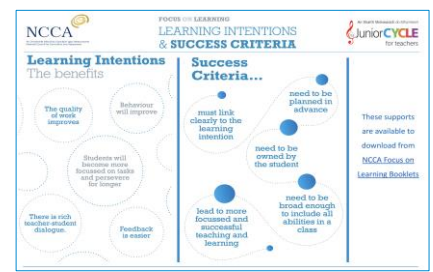 NCCA
FOCUS ON LEARNING
LEARNING INTENTIONS
& SUCCESS CRITERIA
JuniorCYCLE
for teachers
Learning Intentions
The benefits
The quality
of work
improves
Behaviour
will improve
Students will
become more
focussed on tasks
and persevere
for longer
There is rich
teacher-student
dialogue.
Feedback
is easier
Success
Criteria...
must link
clearly to the
learning
intention
need to be
planned in
advance
need to be
owned by
the student
lead to more
focussed and
successful
teaching and
learning
need to be
broad enough
to include all
abilities in a
class
These supports
are available to
download from
NCCA Focus on
Learning Booklets